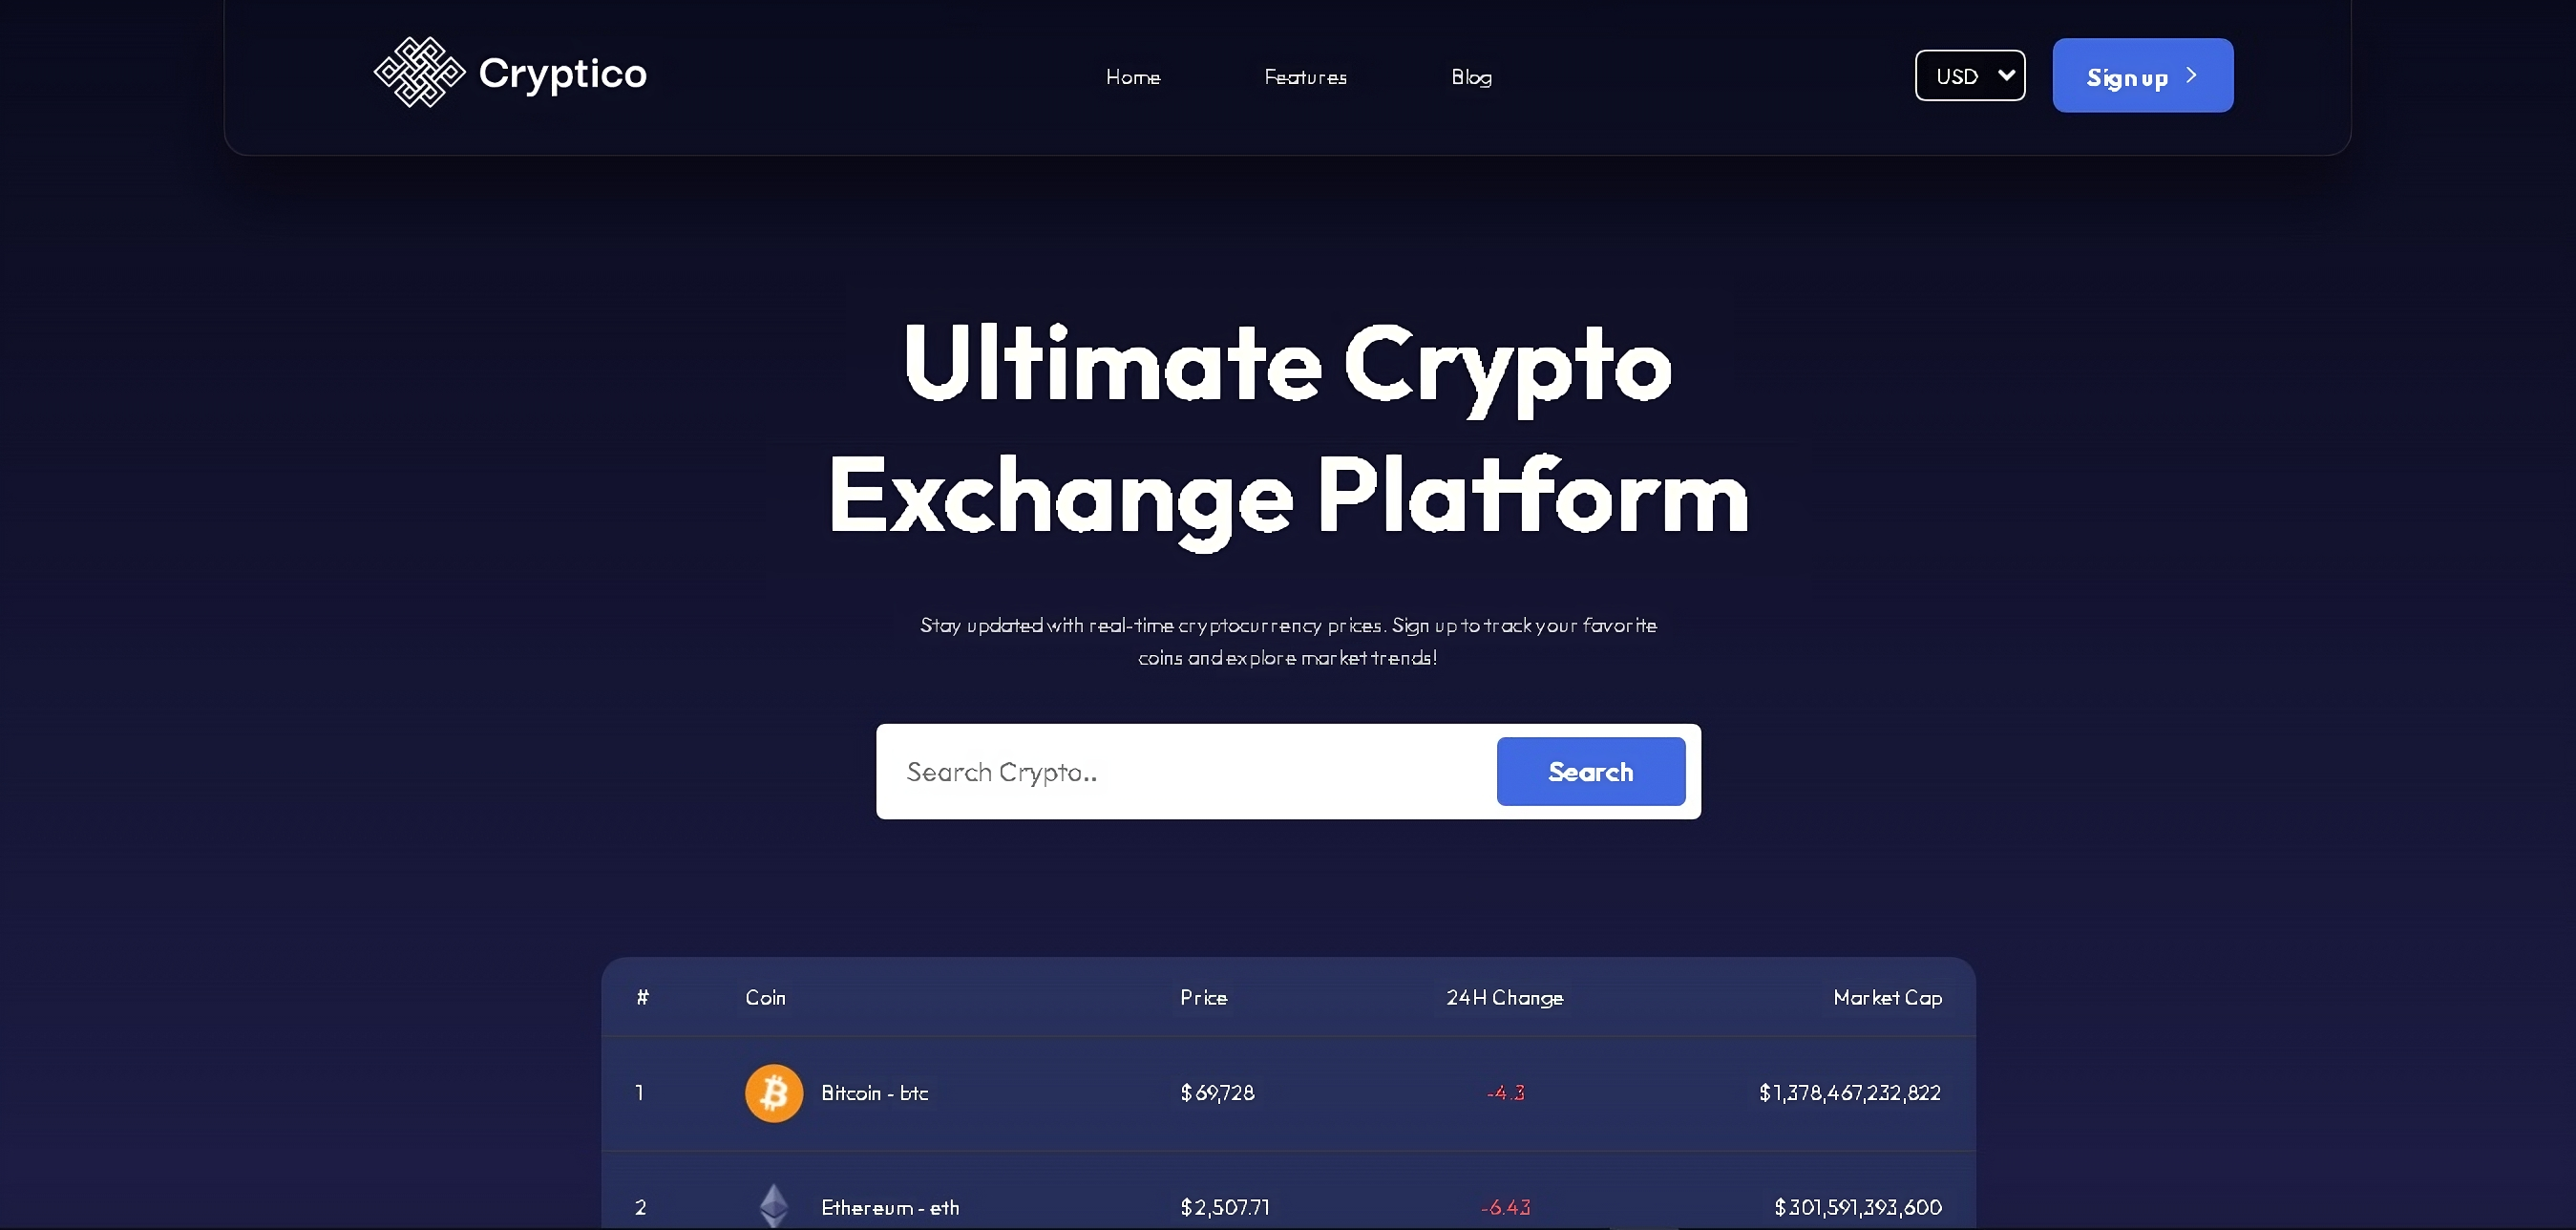 Cryptico
Home Features Blog
USD Sign up
Ultimate Crypto
Exchange Platform
Stay updated with real-time cryptocurrency prices. Sign up to track your favorite
coins and explore market trends!
Search Crypto.. Search
# Coin Price 24H Change Market Cap
1 Bitcoin - btc $ 69,728 -4.3 $ 1,378,467,232,822
2 Ethereum - eth $ 2,507.71 -6.43 $ 301,591,393,600